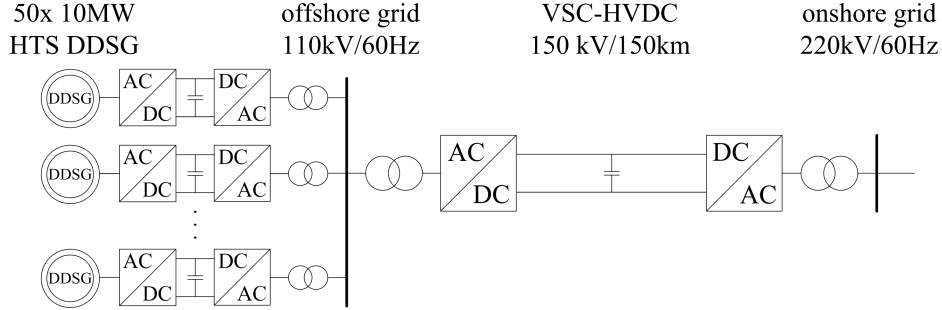 50x 10MW
HTS DDSG
offshore grid
110kV/60Hz
VSC-HVDC
150 kV/150km
onshore grid
220kV/60Hz
DDSG
AC
DC
DC
AC
DDSG
AC
DC
DC
AC
DDSG
AC
DC
DC
AC
AC
DC
DC
AC